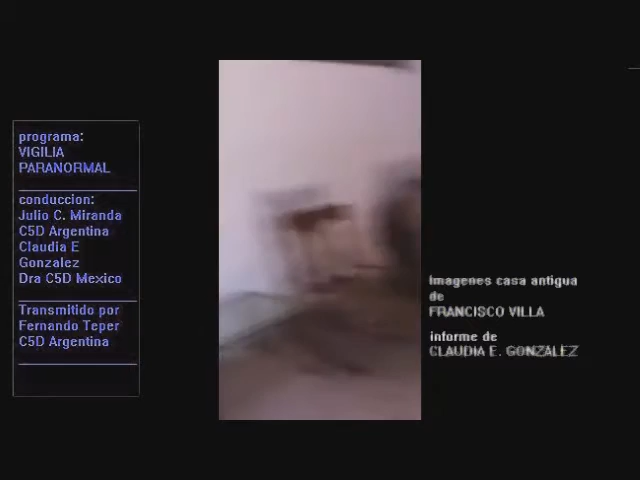 programa:
VIGILIA
PARANORMAL
conduccion:
Julio C. Miranda
C5D Argentina
Claudia E
Gonzalez
Dra C5D Mexico
Transmitido por
Fernando Teper
C5D Argentina
Imagenes casa antigua
de
FRANCISCO VILLA
informe de
CLAUDIA E. GONZALEZ